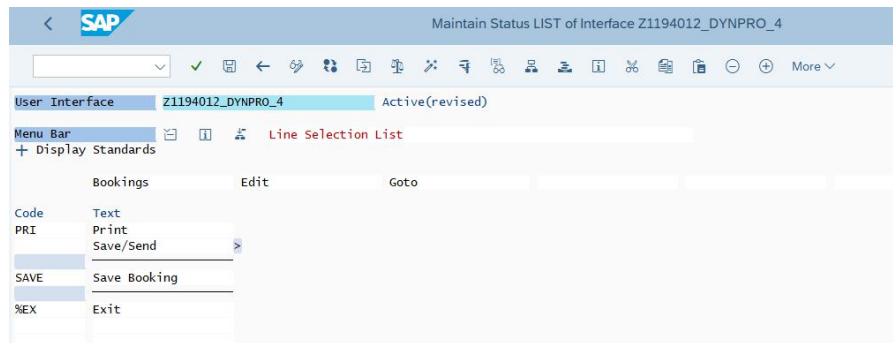 SAP
Maintain Status LIST of Interface Z1194012_DYNPRO_4
More
User Interface Z1194012_DYNPRO_4 Active(revised)
Menu Bar Line Selection List
+ Display Standards
Bookings Edit Goto
Code Text
PRI Print
Save/Send >
SAVE Save Booking
%EX Exit